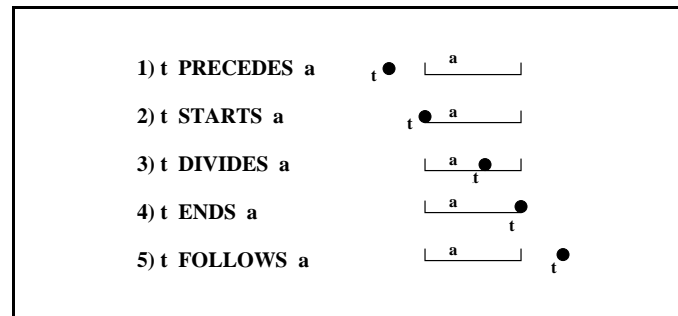 1) t PRECEDES a t a
2) t STARTS a t a
3) t DIVIDES a a t
4) t ENDS a a t
5) t FOLLOWS a a t